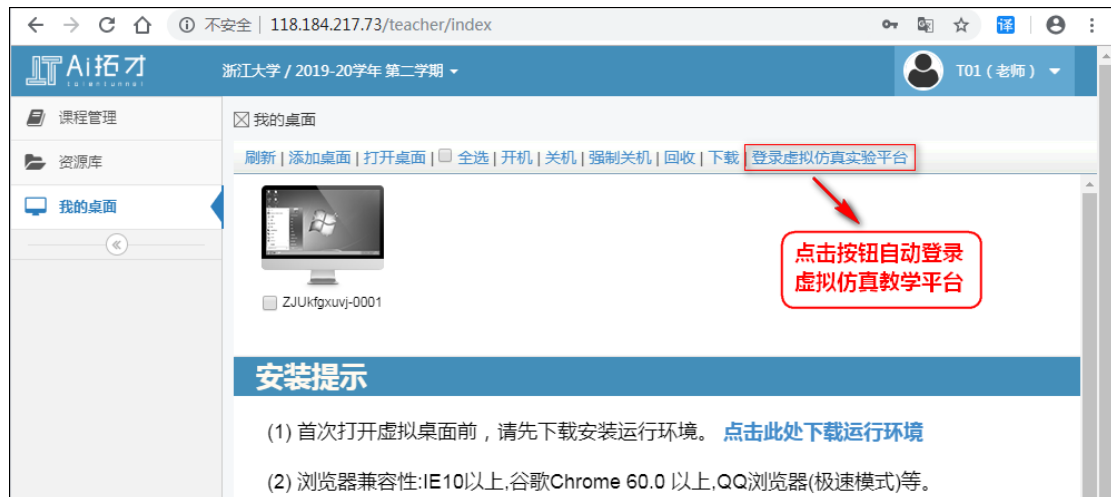 不安全 | 118.184.217.73/teacher/index
译
Ai拓才
talentunnel
浙江大学 / 2019-20学年 第二学期
T01 ( 老师 )
课程管理
我的桌面
资源库
刷新 | 添加桌面 | 打开桌面 | 全选 | 开机 | 关机 | 强制关机 | 回收 | 下载 | 登录虚拟仿真实验平台
我的桌面
点击按钮自动登录
虚拟仿真教学平台
ZJUkfgxuvj-0001
安装提示
(1) 首次打开虚拟桌面前，请先下载安装运行环境。 点击此处下载运行环境
(2) 浏览器兼容性:IE10以上,谷歌Chrome 60.0 以上,QQ浏览器(极速模式)等。